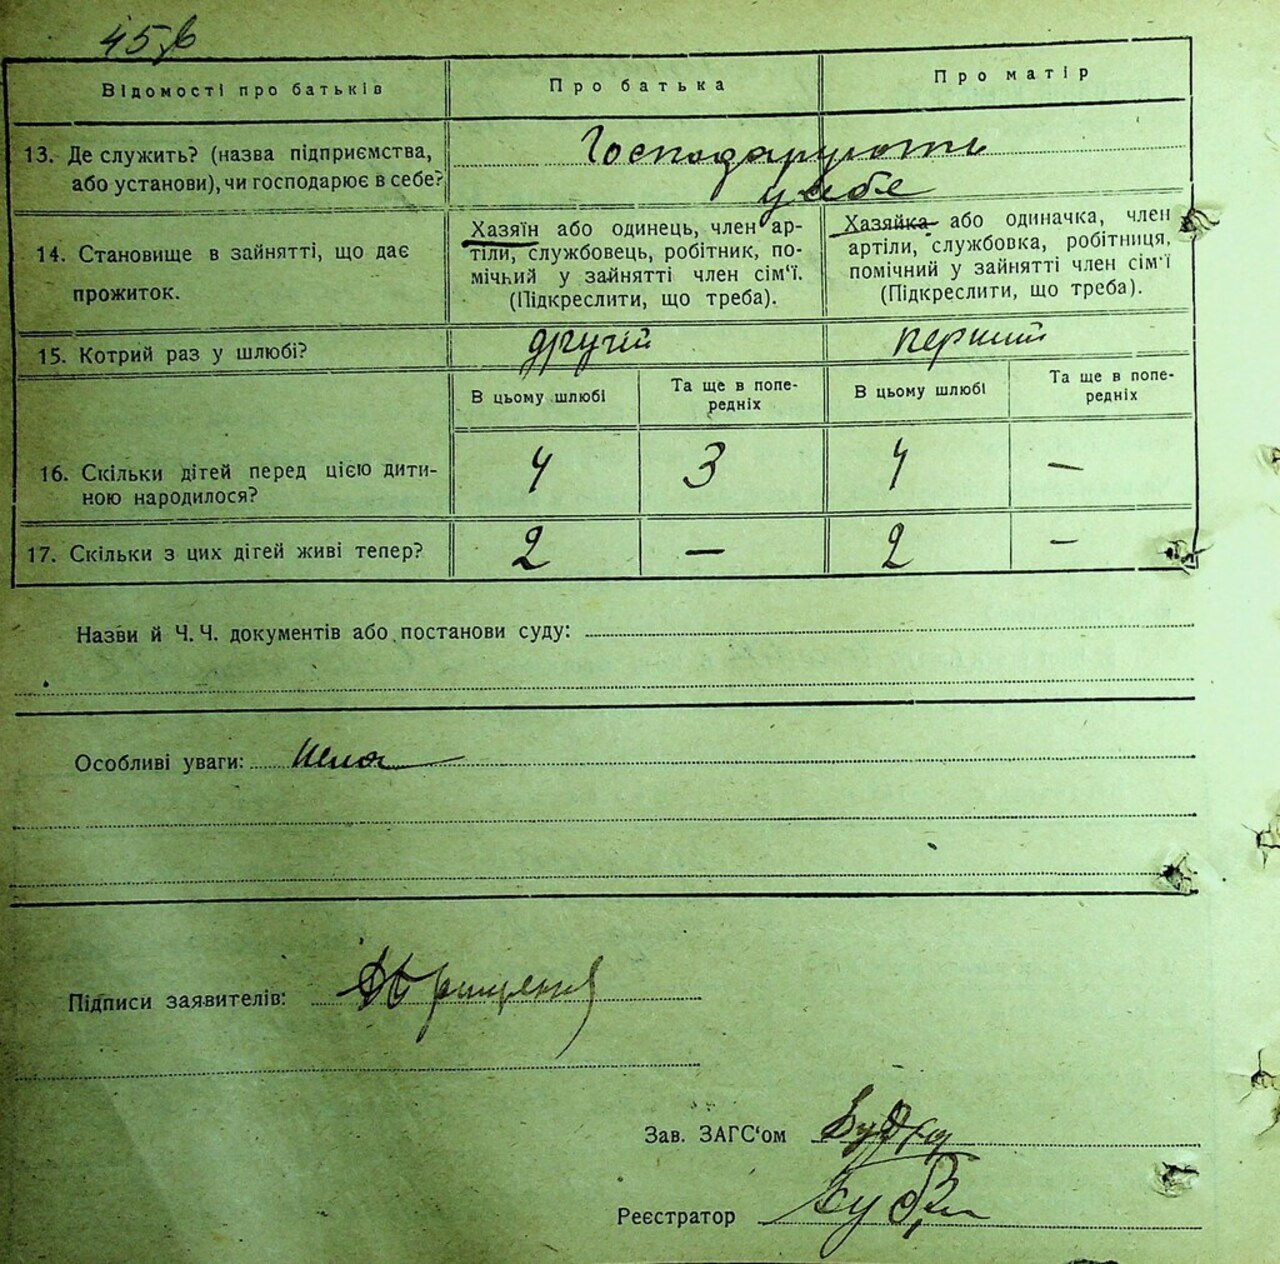 Відомості про батьків
Про батька
Про матір
13. Де служить? (назва підприємства,
або установи), чи господарює в себе?
Господарують
у себе
14. Становище в зайнятті, що дає
прожиток.
Хазяїн або одинець, член ар-
тіли, службовець, робітник, по-
мічний у зайнятті член сім'ї.
(Підкреслити, що треба).
Хазяйка або одиначка, член
артіли, службовка, робітниця,
помічний у зайнятті член сім'ї
(Підкреслити, що треба).
15. Котрий раз у шлюбі?
другий
перший
В цьому шлюбі
Та ще в попе-
редніх
В цьому шлюбі
Та ще в попе-
редніх
16. Скільки дітей перед цією дити-
ною народилося?
4
3
4
—
17. Скільки з цих дітей живі тепер?
2
—
2
—
Назви й Ч. Ч. документів або постанови суду:
Особливі уваги: нема
Підписи заявителів:
Зав. ЗАГС'ом
Реєстратор